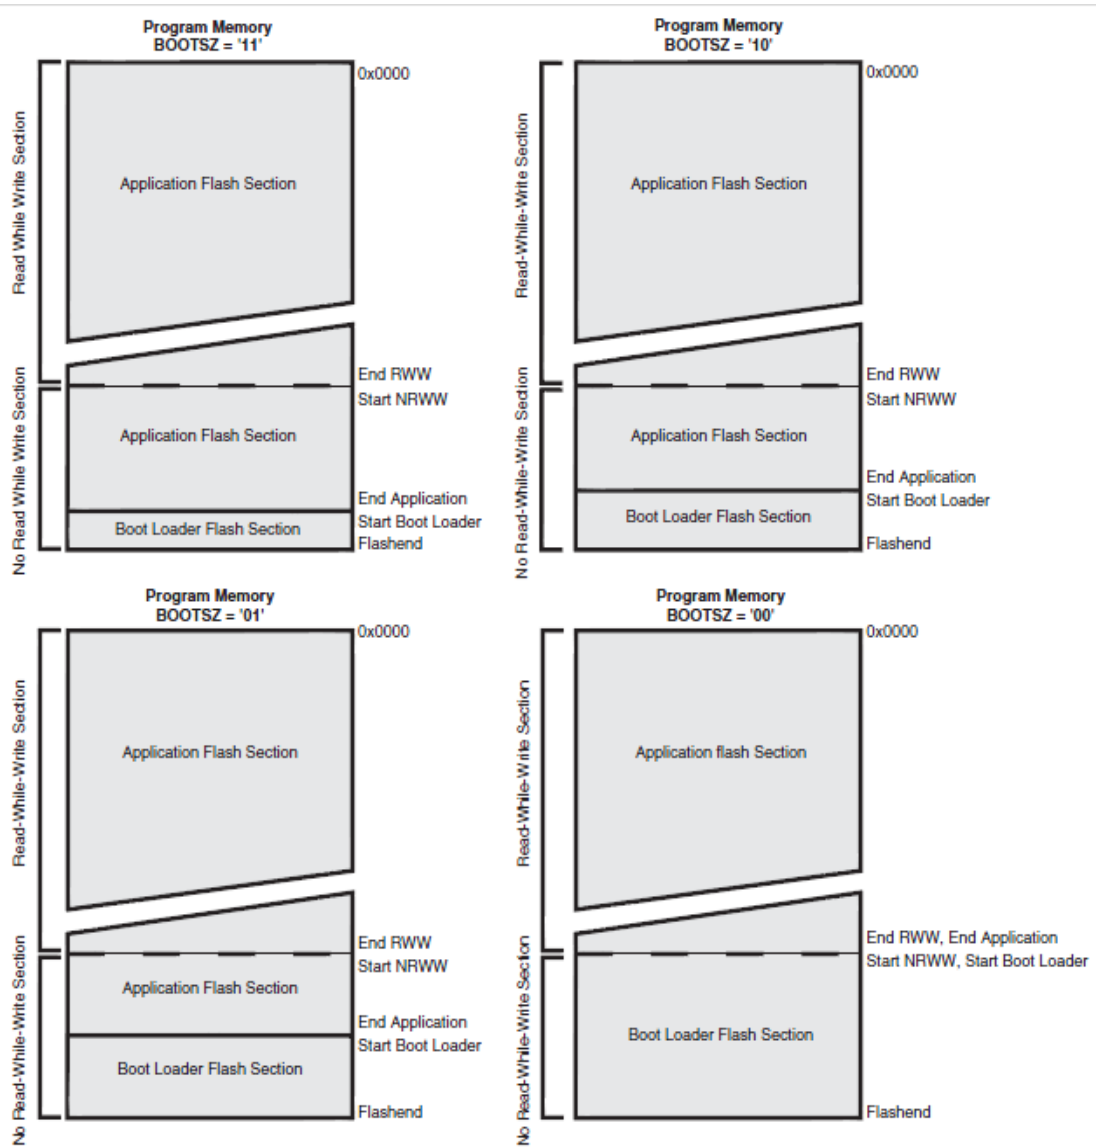 Program Memory
BOOTSZ = '11'
0x0000
Read While Write Section
Application Flash Section
End RWW
Start NRWW
No Read While Write Section
Application Flash Section
End Application
Start Boot Loader
Boot Loader Flash Section
Flashend
Program Memory
BOOTSZ = '10'
0x0000
Read-While-Write Section
Application Flash Section
End RWW
Start NRWW
No Read-While-Write Section
Application Flash Section
End Application
Start Boot Loader
Boot Loader Flash Section
Flashend
Program Memory
BOOTSZ = '01'
0x0000
Read-While-Write Section
Application Flash Section
End RWW
Start NRWW
No Read-While-Write Section
Application Flash Section
End Application
Start Boot Loader
Boot Loader Flash Section
Flashend
Program Memory
BOOTSZ = '00'
0x0000
Read-While-Write Section
Application flash Section
End RWW, End Application
Start NRWW, Start Boot Loader
No Read-While-Write Section
Boot Loader Flash Section
Flashend